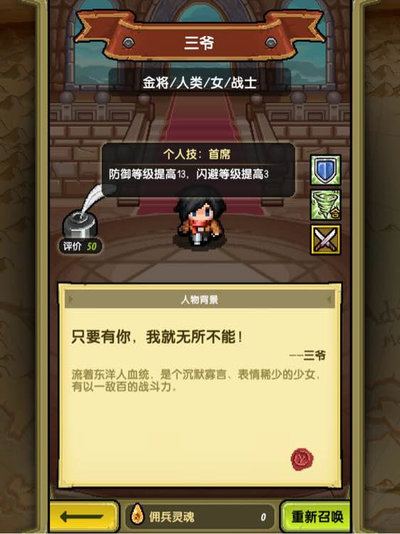 三爷
金将/人类/女/战士
个人技：首席
防御等级提高13，闪避等级提高3
评价 50
人物背景
只要有你，我就无所不能！
--三爷
流着东洋人血统，是个沉默寡言、表情稀少的少女，
有以一敌百的战斗力。
佣兵灵魂 0
重新召唤